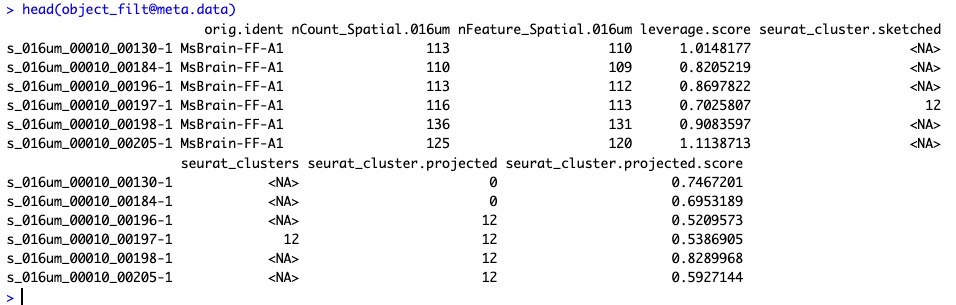 > head(object_filt@meta.data)
orig.ident nCount_Spatial.016um nFeature_Spatial.016um leverage.score seurat_cluster.sketched
s_016um_00010_00130-1 MsBrain-FF-A1 113 110 1.0148177 <NA>
s_016um_00010_00184-1 MsBrain-FF-A1 110 109 0.8205219 <NA>
s_016um_00010_00196-1 MsBrain-FF-A1 113 112 0.8697822 <NA>
s_016um_00010_00197-1 MsBrain-FF-A1 116 113 0.7025807 12
s_016um_00010_00198-1 MsBrain-FF-A1 136 131 0.9083597 <NA>
s_016um_00010_00205-1 MsBrain-FF-A1 125 120 1.1138713 <NA>
seurat_clusters seurat_cluster.projected seurat_cluster.projected.score
s_016um_00010_00130-1 <NA> 0 0.7467201
s_016um_00010_00184-1 <NA> 0 0.6953189
s_016um_00010_00196-1 <NA> 12 0.5209573
s_016um_00010_00197-1 12 12 0.5386905
s_016um_00010_00198-1 <NA> 12 0.8289968
s_016um_00010_00205-1 <NA> 12 0.5927144
>